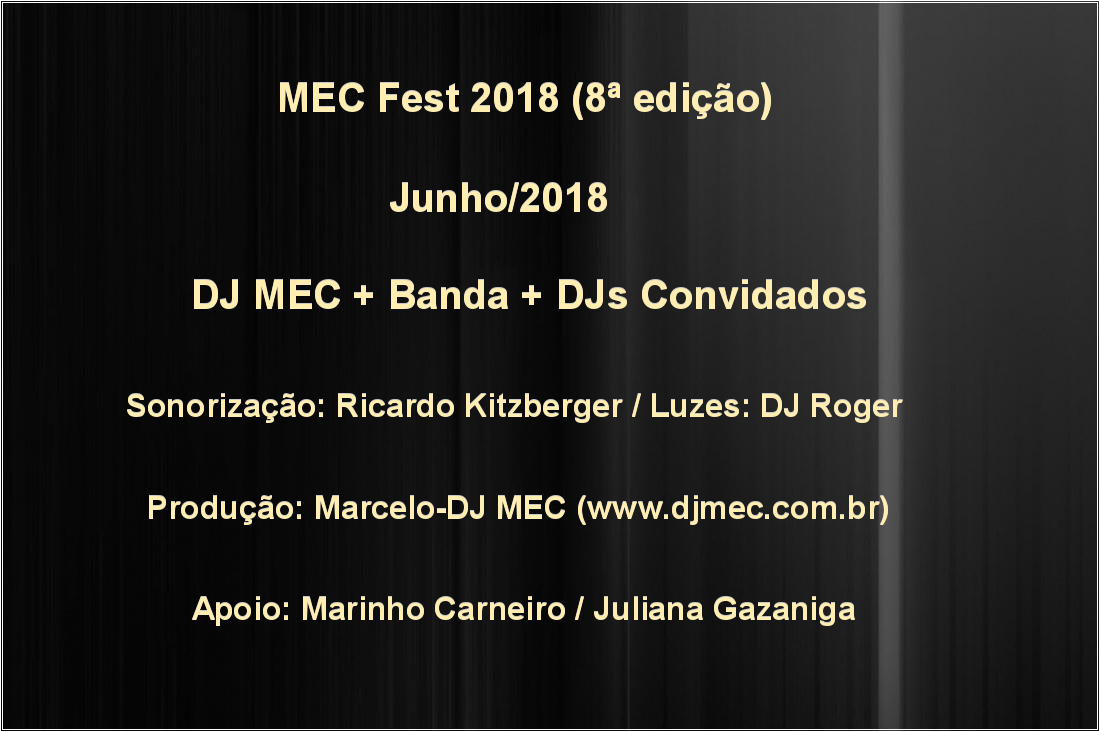 MEC Fest 2018 (8ª edição)
Junho/2018
DJ MEC + Banda + DJs Convidados
Sonorização: Ricardo Kitzberger / Luzes: DJ Roger
Produção: Marcelo-DJ MEC (www.djmec.com.br)
Apoio: Marinho Carneiro / Juliana Gazaniga